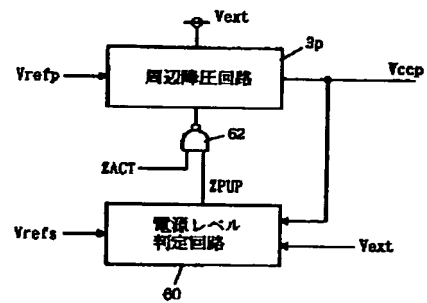 Vext
3p
Vrefp
周辺降圧回路
Vccp
62
ZACT
ZPUP
Vrefs
電源レベル
判定回路
Vext
60